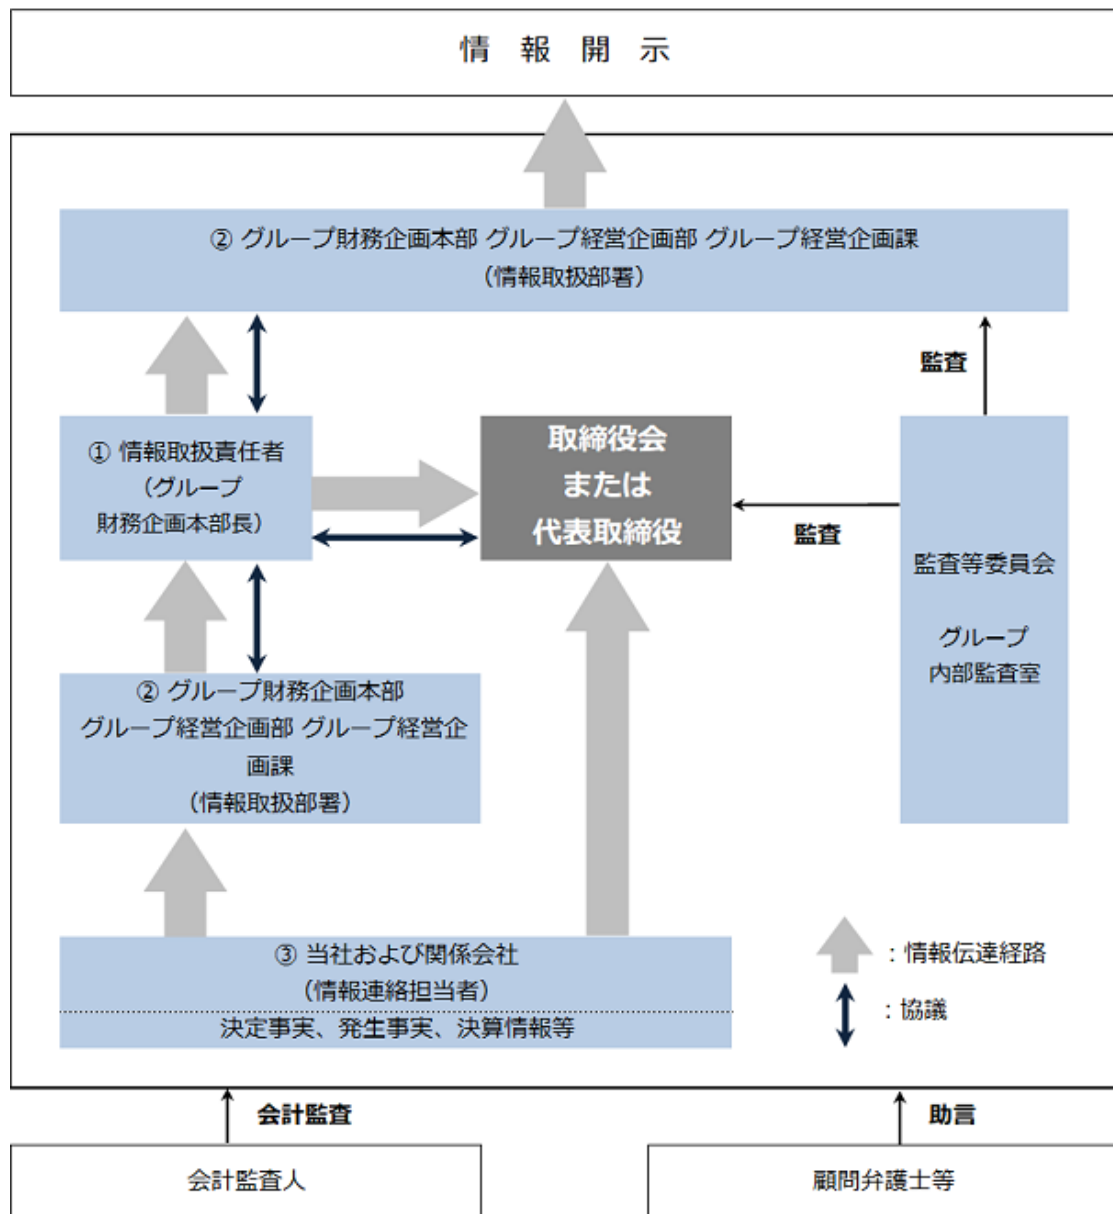 情 報 開 示
② グループ財務企画本部 グループ経営企画部 グループ経営企画課
（情報取扱部署）
監査
① 情報取扱責任者
（グループ
財務企画本部長）
取締役会
または
代表取締役
監査
監査等委員会
グループ
内部監査室
② グループ財務企画本部
グループ経営企画部 グループ経営企
画課
（情報取扱部署）
③ 当社および関係会社
（情報連絡担当者）
決定事実、発生事実、決算情報等
：情報伝達経路
：協議
会計監査
助言
会計監査人
顧問弁護士等